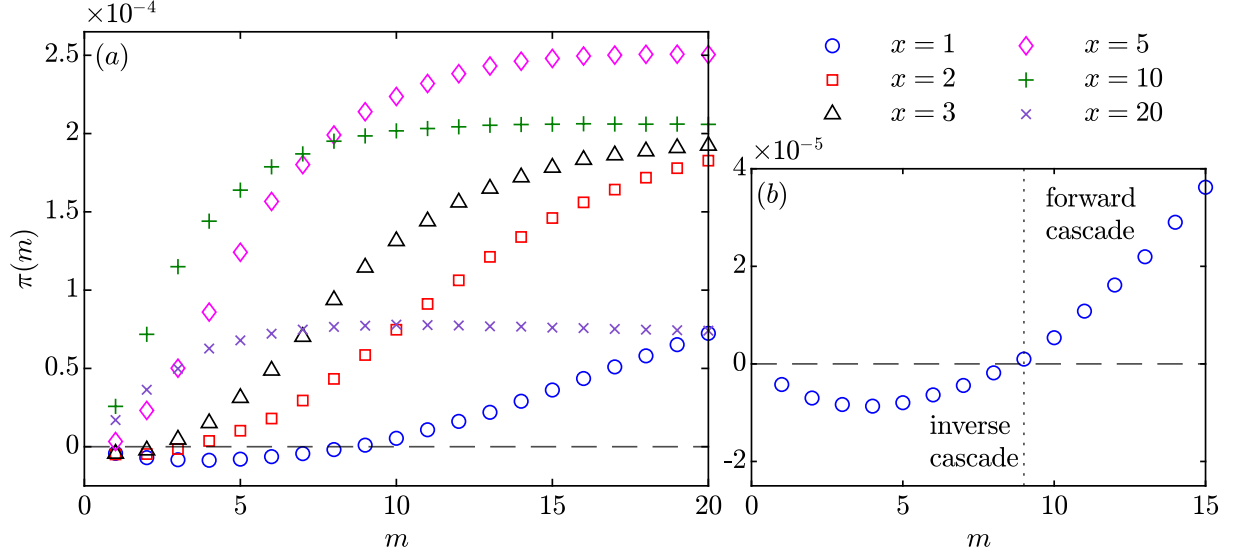 ×10⁻⁴
(a)
2.5
2
1.5
1
0.5
0
π(m)
0
5
10
15
20
m
x = 1
x = 2
x = 3
x = 5
x = 10
x = 20
×10⁻⁵
(b)
4
2
0
-2
forward
cascade
inverse
cascade
0
5
10
15
m